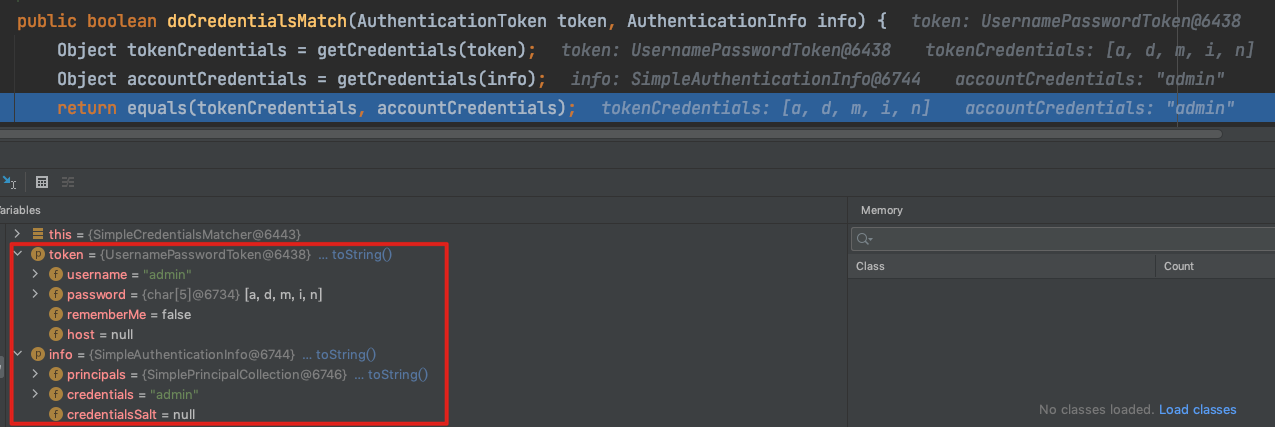 public boolean doCredentialsMatch(AuthenticationToken token, AuthenticationInfo info) {   token: UsernamePasswordToken@6438
Object tokenCredentials = getCredentials(token);   token: UsernamePasswordToken@6438   tokenCredentials: [a, d, m, i, n]
Object accountCredentials = getCredentials(info);   info: SimpleAuthenticationInfo@6744   accountCredentials: "admin"
return equals(tokenCredentials, accountCredentials);   tokenCredentials: [a, d, m, i, n]   accountCredentials: "admin"
ariables
Memory
this = {SimpleCredentialsMatcher@6443}
token = {UsernamePasswordToken@6438} ... toString()
username = "admin"
password = {char[5]@6734} [a, d, m, i, n]
rememberMe = false
host = null
info = {SimpleAuthenticationInfo@6744} ... toString()
principals = {SimplePrincipalCollection@6746} ... toString()
credentials = "admin"
credentialsSalt = null
Class   Count
No classes loaded. Load classes